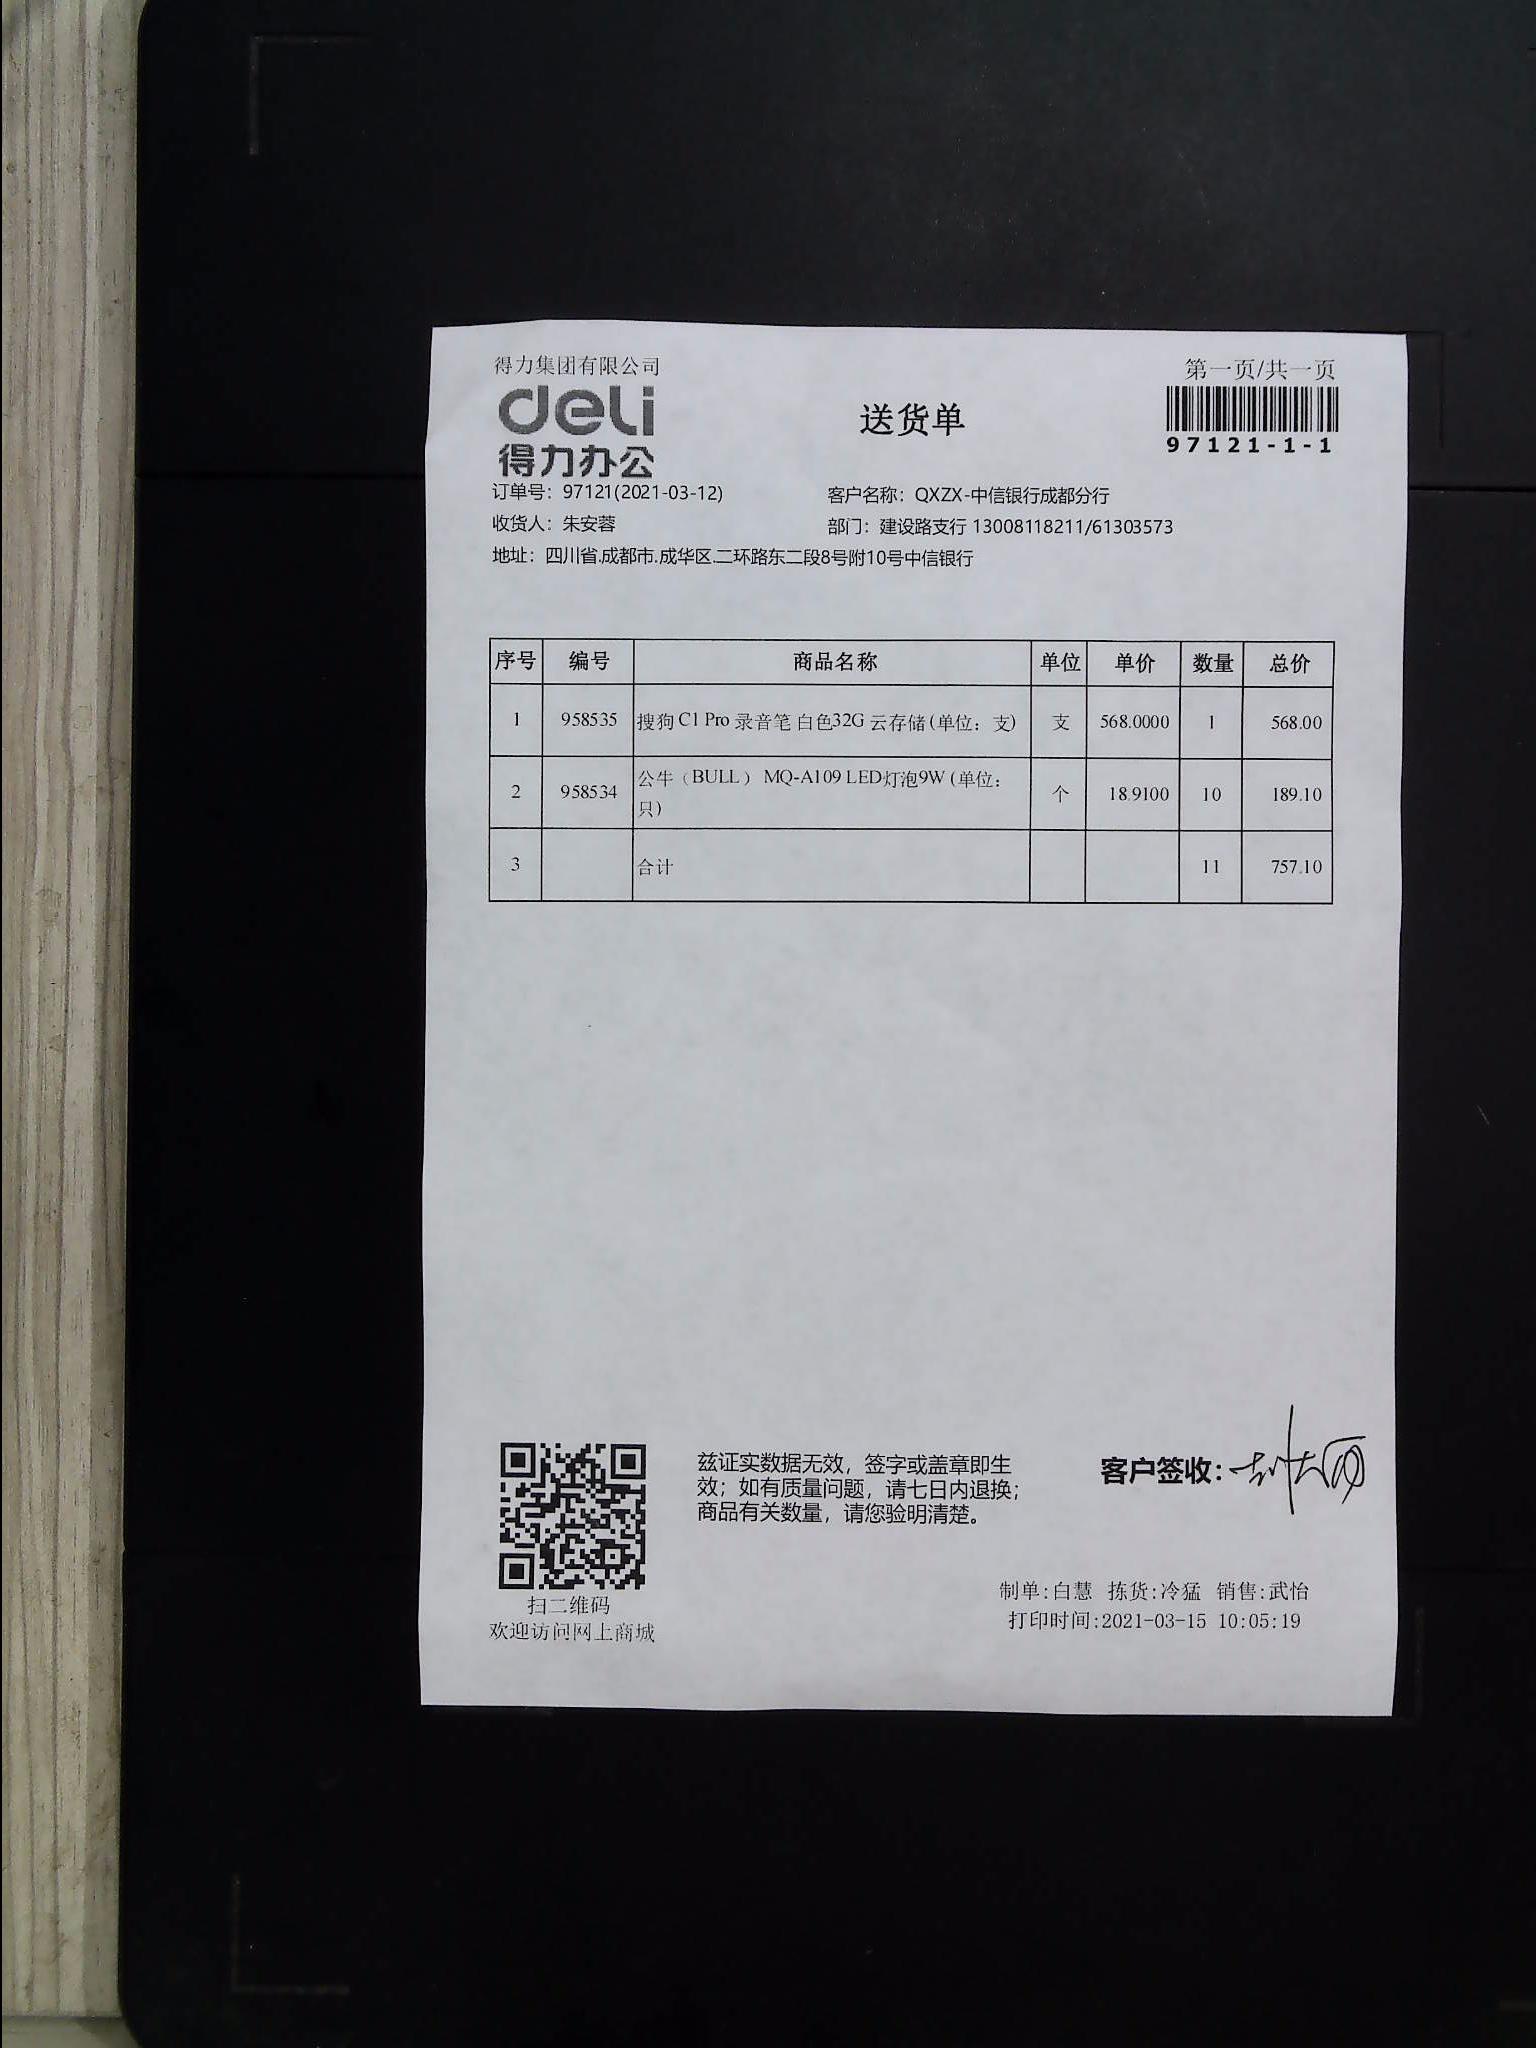 得力集团有限公司
第一页/共一页
deli
得力办公
送货单
97121-1-1
订单号：97121(2021-03-12)
客户名称：QXZX-中信银行成都分行
收货人：朱安蓉
部门：建设路支行 13008118211/61303573
地址：四川省.成都市.成华区.二环路东二段8号附10号中信银行
序号 编号 商品名称 单位 单价 数量 总价
1 958535 搜狗 C1 Pro 录音笔 白色32G 云存储 (单位：支) 支 568.0000 1 568.00
2 958534 公牛（BULL） MQ-A109 LED灯泡9W (单位：
只) 个 18.9100 10 189.10
3 合计 11 757.10
兹证实数据无效，签字或盖章即生
效；如有质量问题，请七日内退换；
商品有关数量，请您验明清楚。
客户签收：
扫二维码
欢迎访问网上商城
制单:白慧 拣货:冷猛 销售:武怡
打印时间:2021-03-15 10:05:19